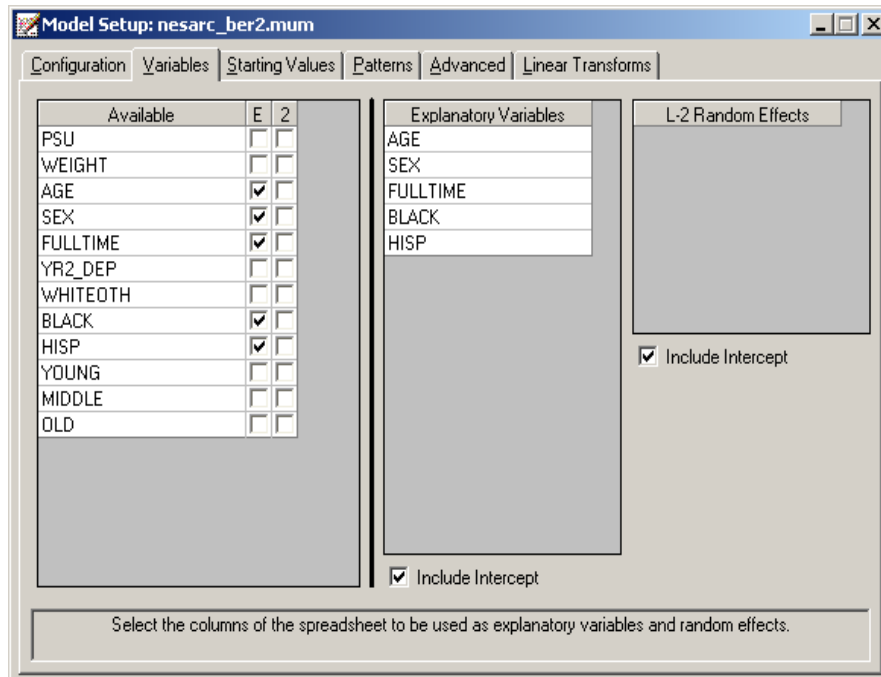 Model Setup: nesarc_ber2.mum
Configuration Variables Starting Values Patterns Advanced Linear Transforms
Available E 2
PSU
WEIGHT
AGE
SEX
FULLTIME
YR2_DEP
WHITEOTH
BLACK
HISP
YOUNG
MIDDLE
OLD
Explanatory Variables
AGE
SEX
FULLTIME
BLACK
HISP
Include Intercept
L-2 Random Effects
Include Intercept
Select the columns of the spreadsheet to be used as explanatory variables and random effects.